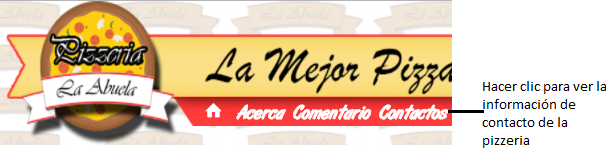 Pizzeria
La Abuela
La Mejor Pizza
Acerca Comentario Contactos
Hacer clic para ver la
información de
contacto de la
pizzeria